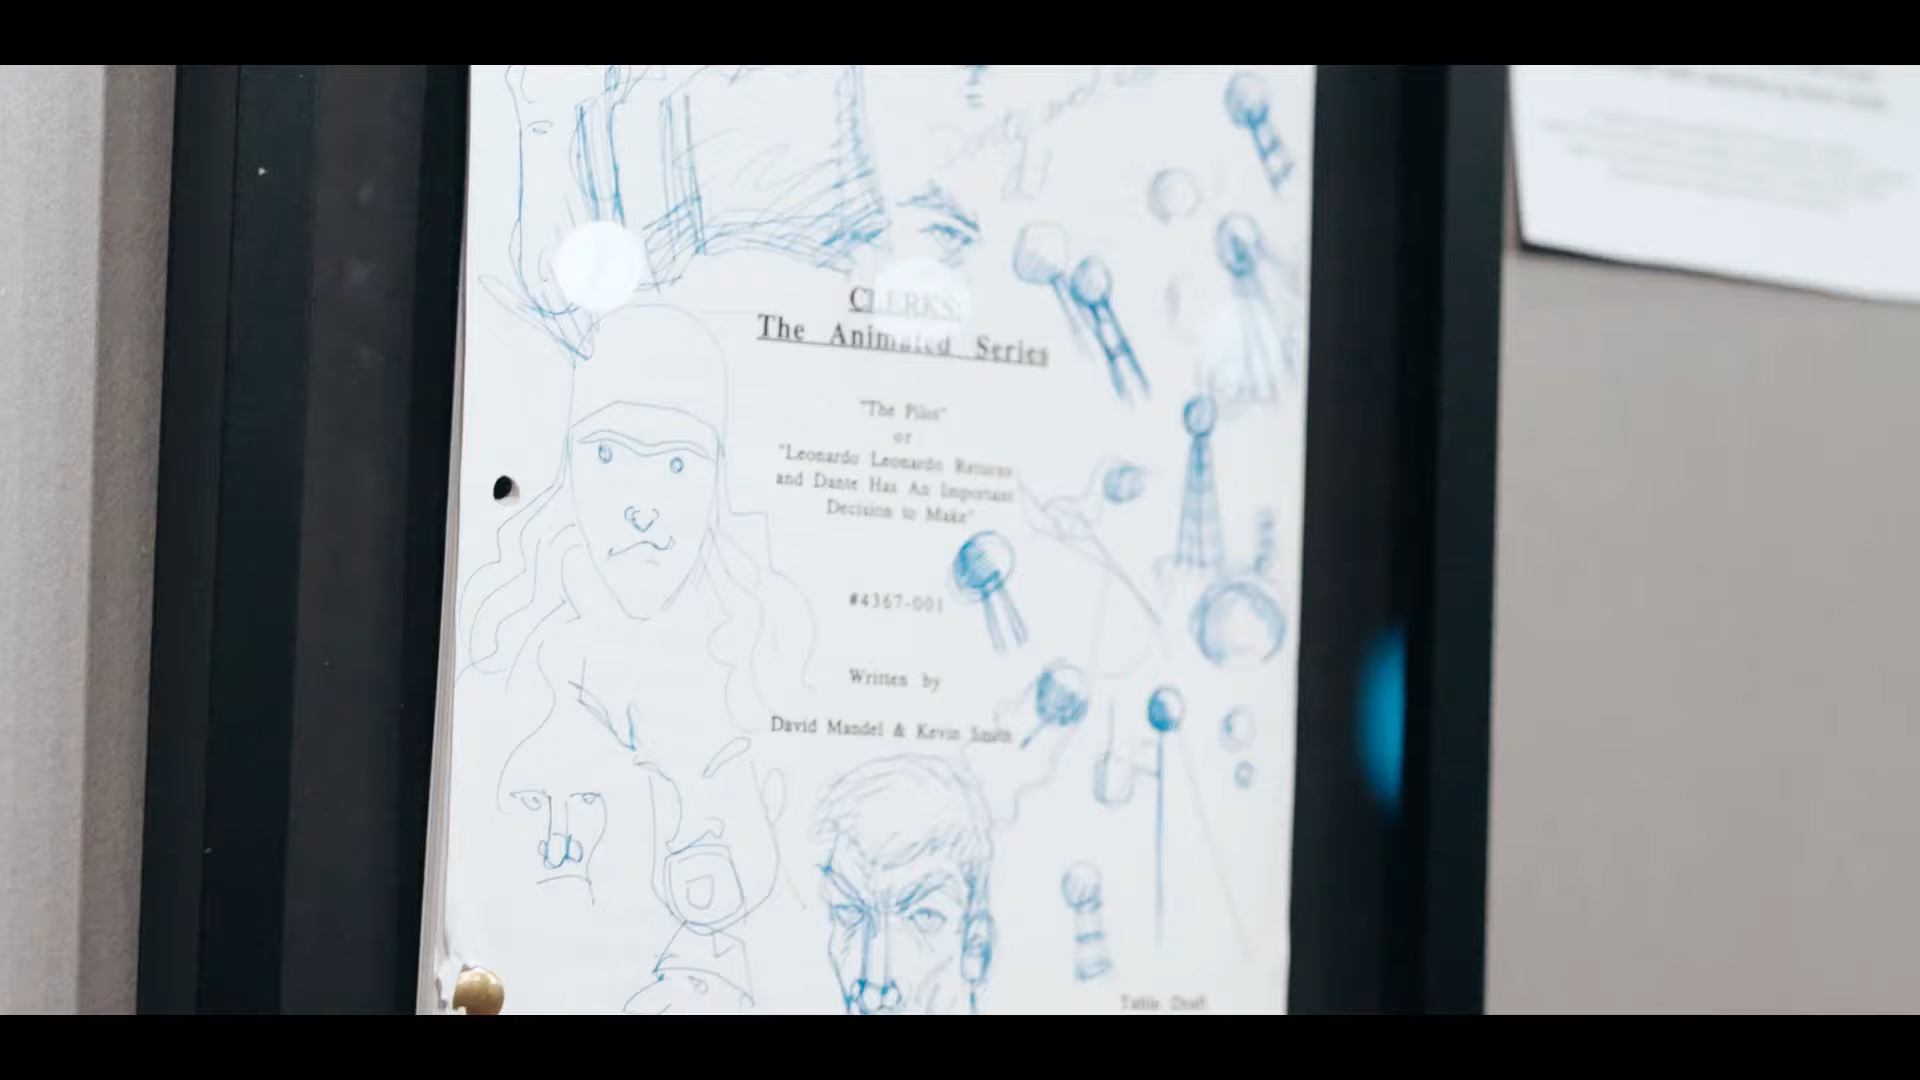 CLERKS:
The Animated Series
"The Pilot"
or
"Leonardo Leonardo Returns
and Dante Has An Important
Decision to Make"
#4367-001
Written by
David Mandel & Kevin Smith
Table Draft